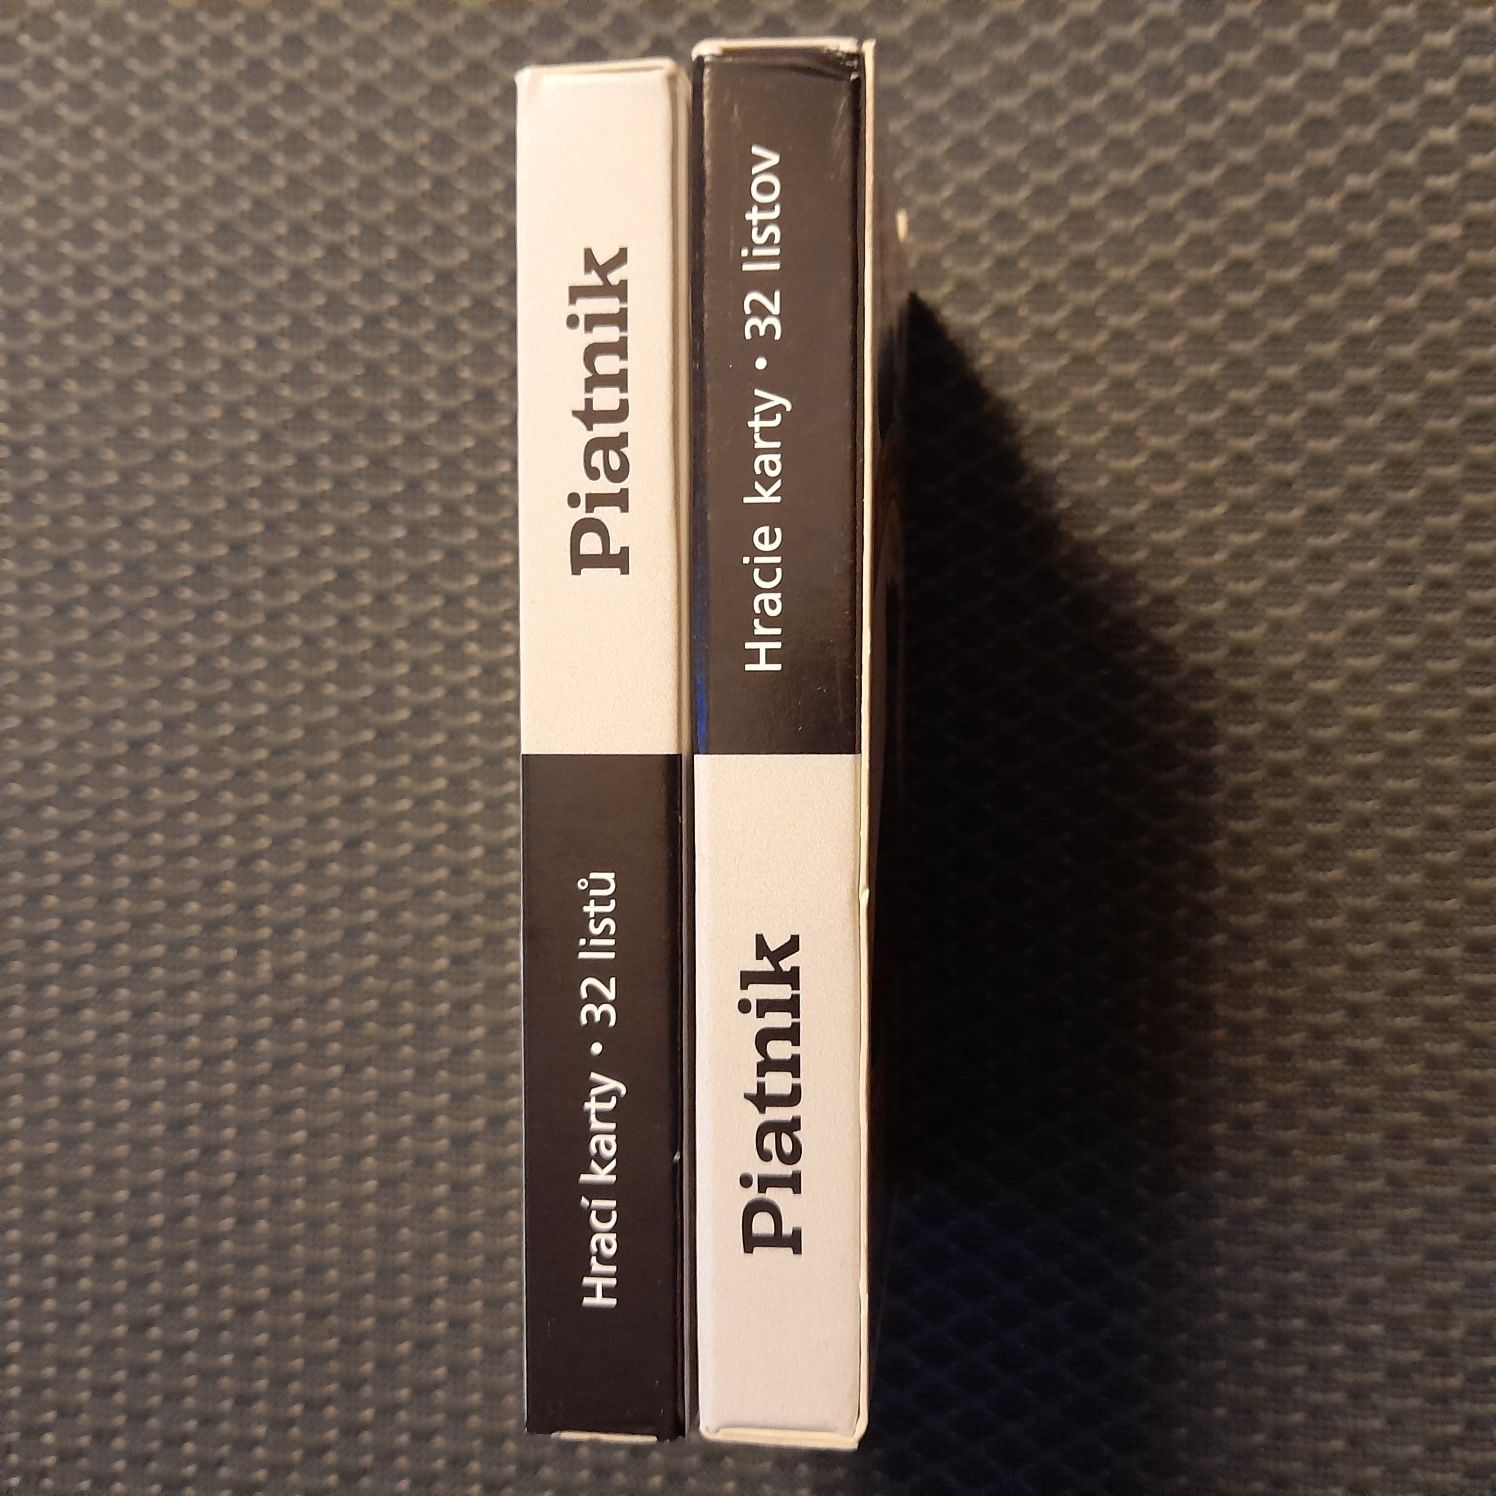 Hrací karty • 32 listů
Piatnik
Piatnik
Hracie karty • 32 listov